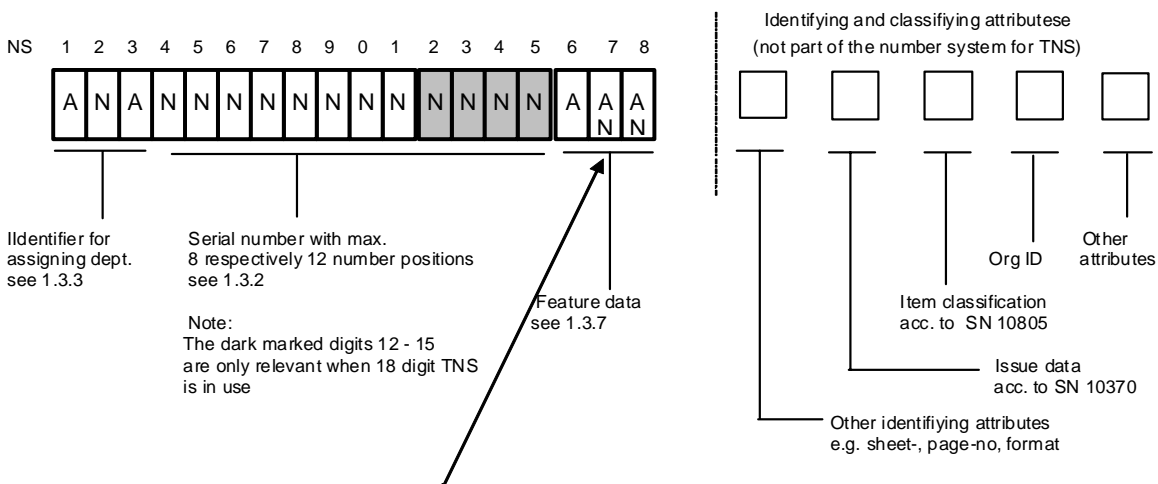 Identifying and classifiying attributese
(not part of the number system for TNS)
NS 1 2 3 4 5 6 7 8 9 0 1 2 3 4 5 6 7 8
A N A N N N N N N N N N N N N A A A
N N
IIdentifier for
assigning dept.
see 1.3.3
Serial number with max.
8 respectively 12 number positions
see 1.3.2
Note:
The dark marked digits 12 - 15
are only relevant when 18 digit TNS
is in use
Feature data
see 1.3.7
Other
attributes
Org ID
Item classification
acc. to SN 10805
Issue data
acc. to SN 10370
Other identifiying attributes
e.g. sheet-, page-no, format